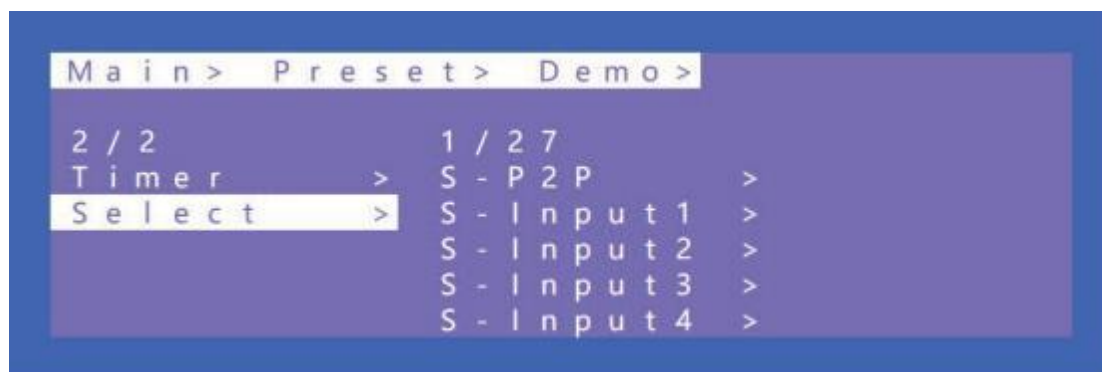 Main> Preset> Demo>
2/2 1/27
Timer > S-P2P >
Select > S-Input1 >
S-Input2 >
S-Input3 >
S-Input4 >